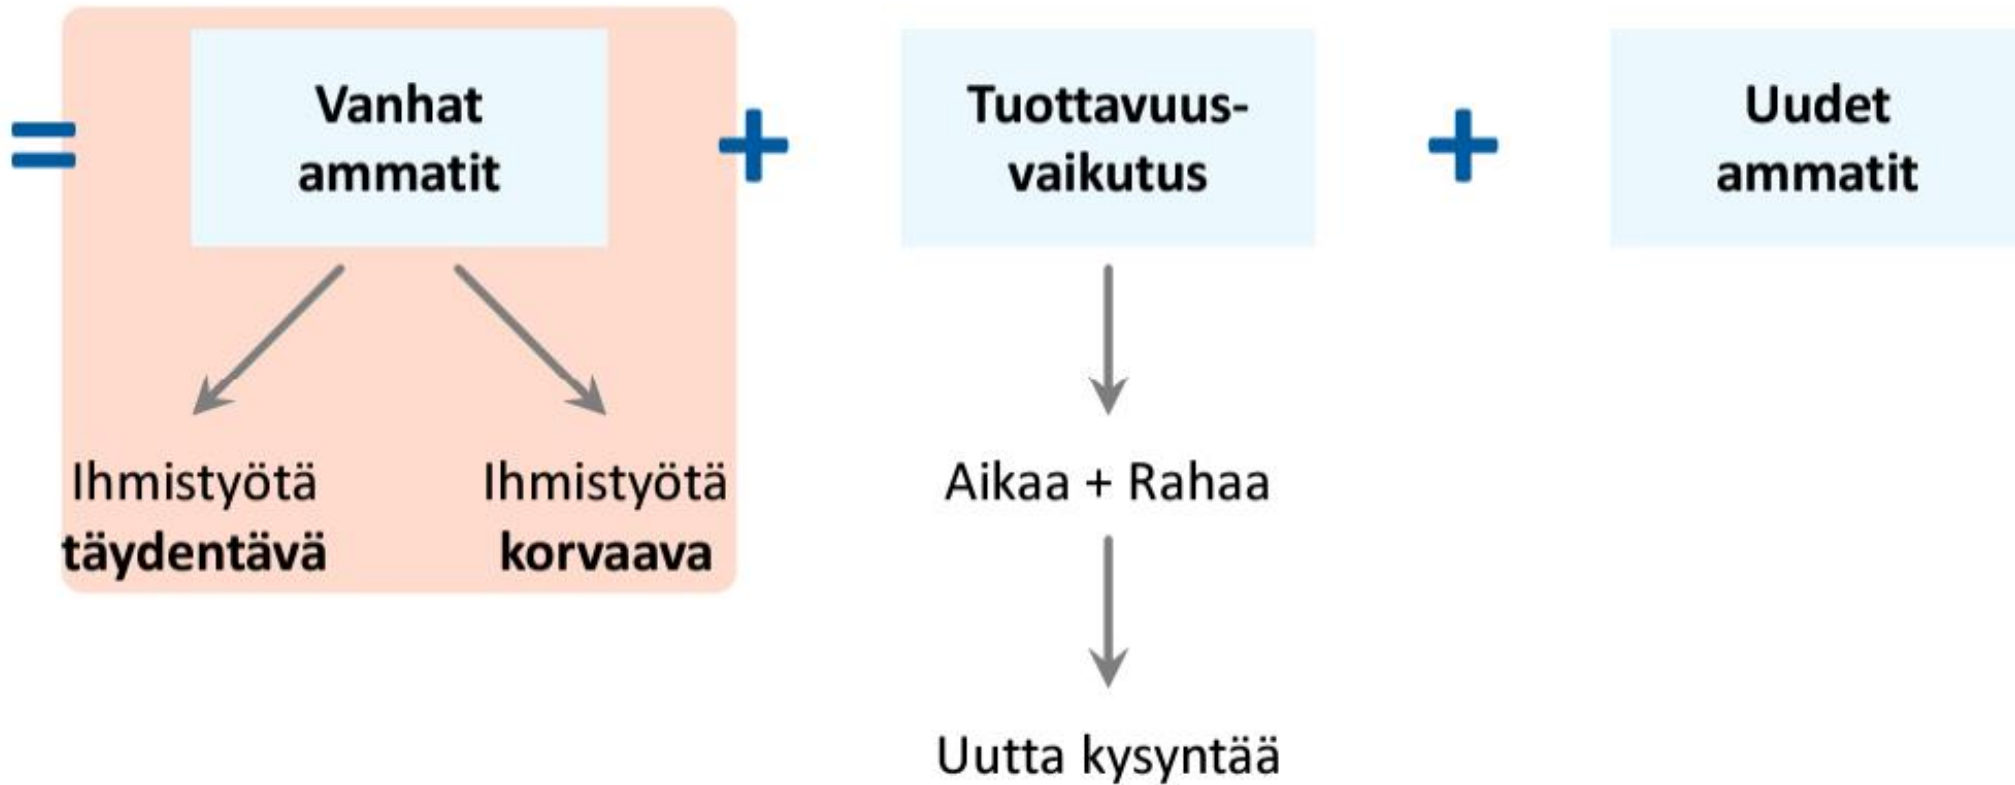 =
Vanhat
ammatit
+
Tuottavuus-
vaikutus
+
Uudet
ammatit
Ihmistyötä
täydentävä
Ihmistyötä
korvaava
Aikaa + Rahaa
Uutta kysyntää